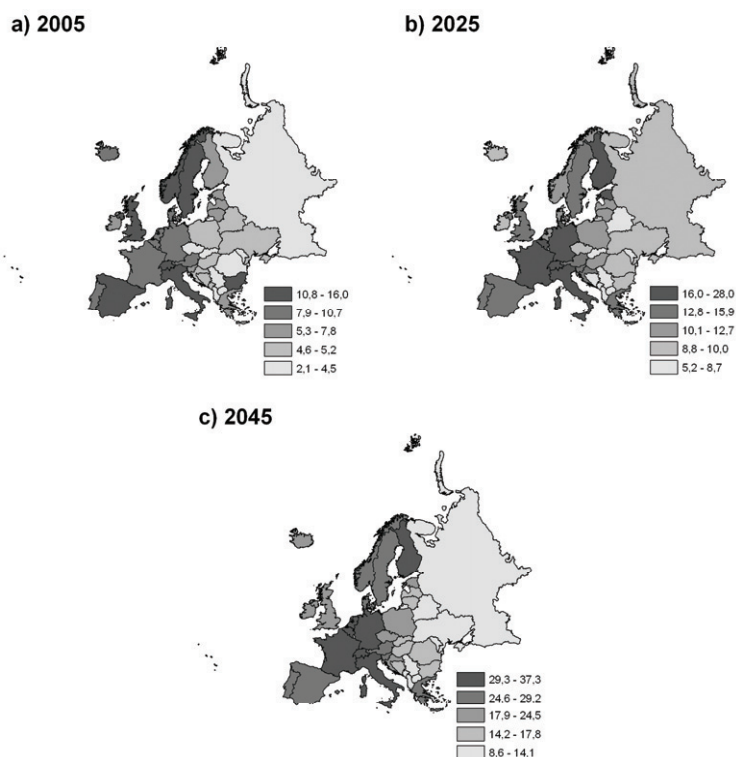 a) 2005
10,8 - 16,0
7,9 - 10,7
5,3 - 7,8
4,6 - 5,2
2,1 - 4,5
b) 2025
16,0 - 28,0
12,8 - 15,9
10,1 - 12,7
8,8 - 10,0
5,2 - 8,7
c) 2045
29,3 - 37,3
24,6 - 29,2
17,9 - 24,5
14,2 - 17,8
8,6 - 14,1